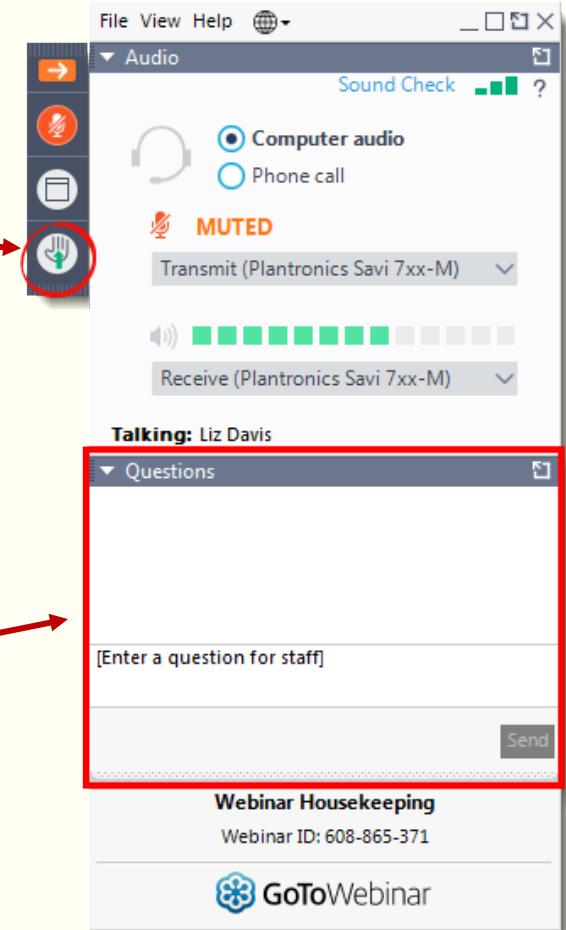 File View Help
Audio
Sound Check ?
Computer audio
Phone call
MUTED
Transmit (Plantronics Savi 7xx-M)
Receive (Plantronics Savi 7xx-M)
Talking: Liz Davis
Questions
[Enter a question for staff]
Send
Webinar Housekeeping
Webinar ID: 608-865-371
GoToWebinar